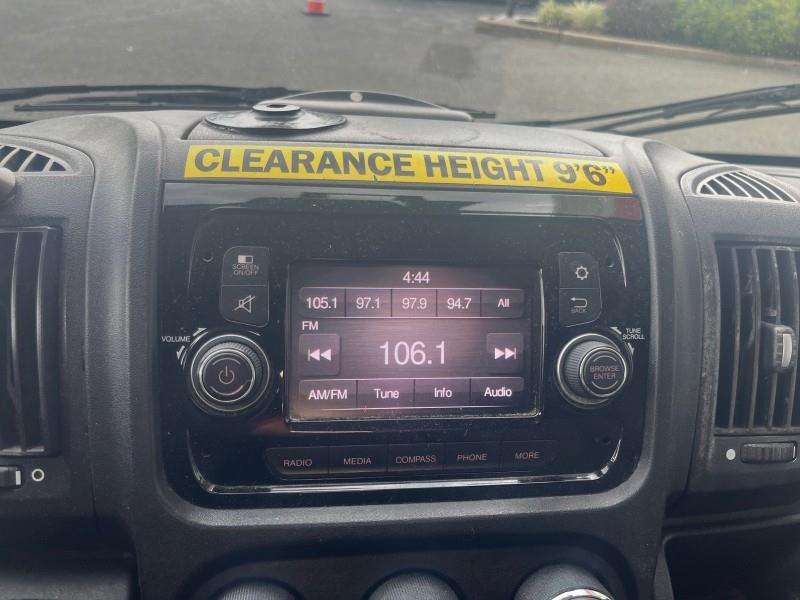 CLEARANCE HEIGHT 9'6"
SCREEN
ON/OFF
4:44
105.1 97.1 97.9 94.7 All
FM
BACK
VOLUME
TUNE
SCROLL
106.1
BROWSE
ENTER
AM/FM Tune Info Audio
RADIO MEDIA COMPASS PHONE MORE